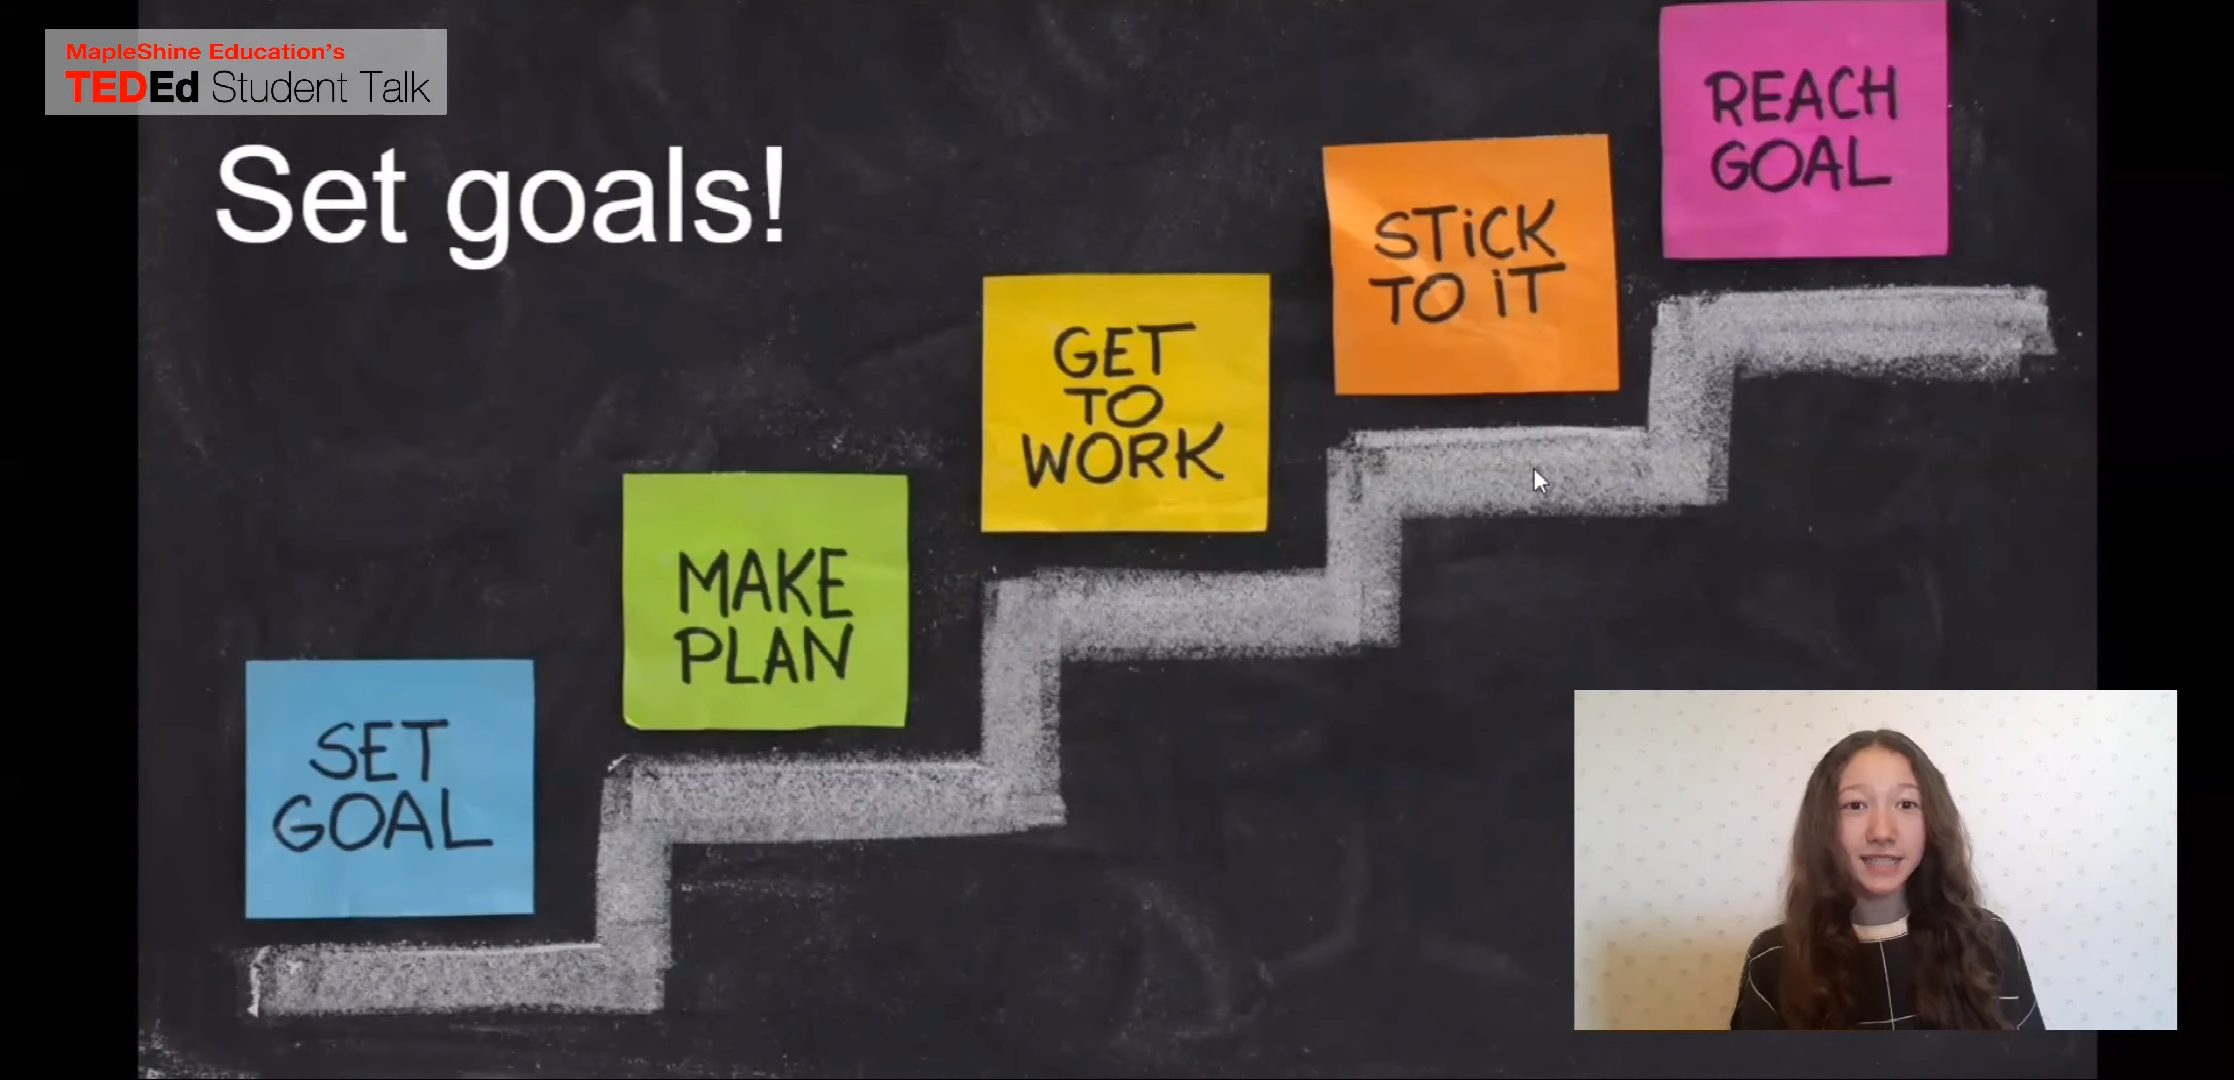 MapleShine Education's
TEDEd Student Talk
Set goals!
SET
GOAL
MAKE
PLAN
GET
TO
WORK
STiCK
TO iT
REACH
GOAL